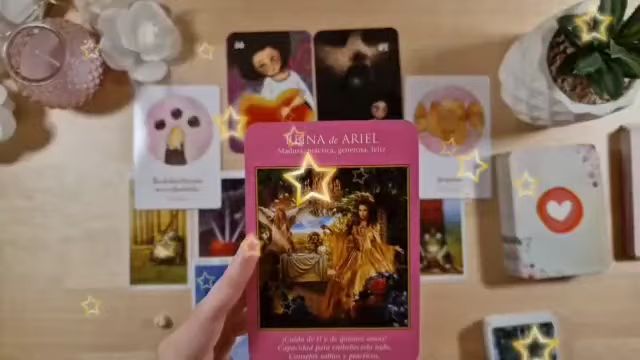 REINA de ARIEL
Madura, práctica, generosa, feliz
¡Cuida de ti y de quienes amas!
Capacidad para embellecerlo todo.
Consejos sabios y prácticos.